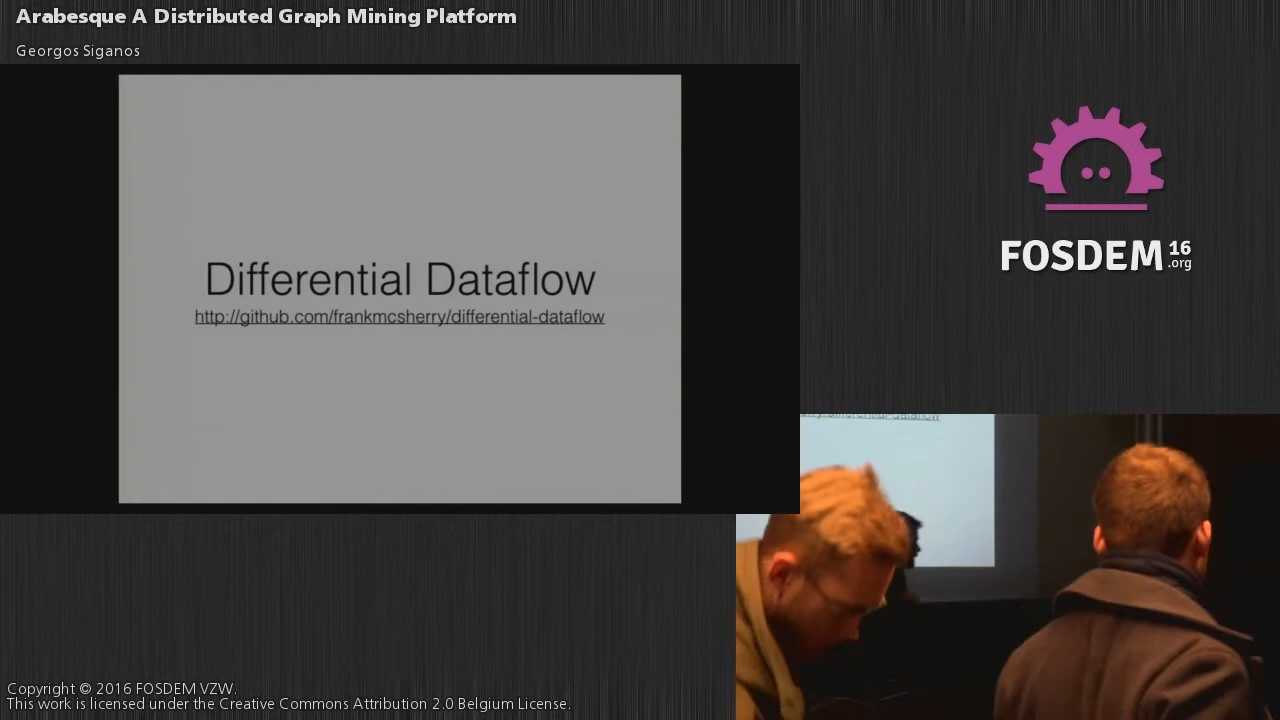 Arabesque A Distributed Graph Mining Platform
Georgos Siganos
Differential Dataflow
http://github.com/frankmcsherry/differential-dataflow
FOSDEM 16
.org
Copyright © 2016 FOSDEM VZW.
This work is licensed under the Creative Commons Attribution 2.0 Belgium License.